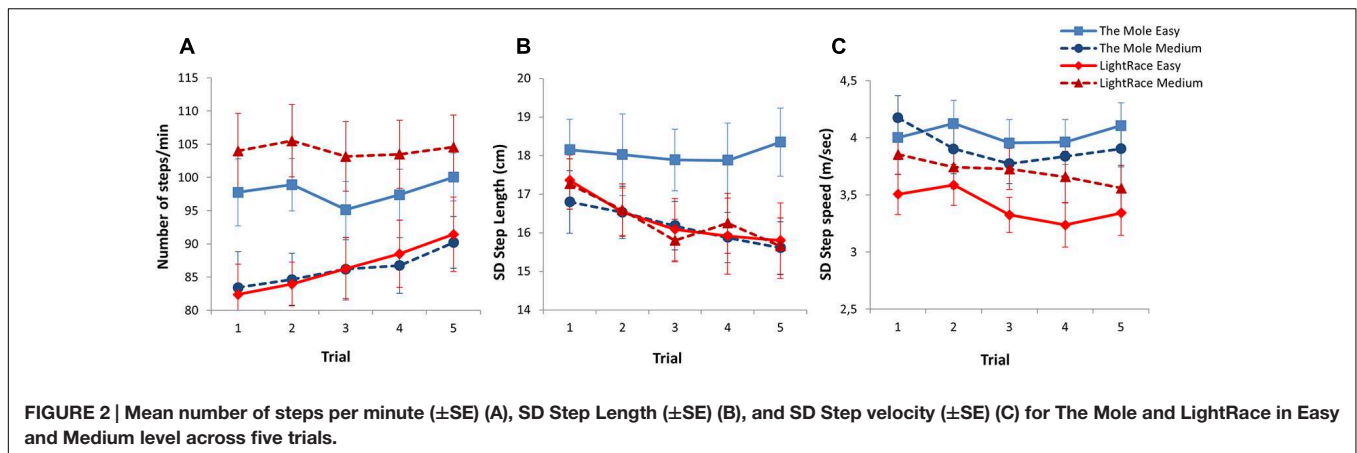 A
B
C
The Mole Easy
The Mole Medium
LightRace Easy
LightRace Medium
Number of steps/min
115
110
105
100
95
90
85
80
1 2 3 4 5
Trial
SD Step Length (cm)
20
19
18
17
16
15
14
1 2 3 4 5
Trial
SD Step speed (m/sec)
4,5
4
3,5
3
2,5
1 2 3 4 5
Trial
FIGURE 2 | Mean number of steps per minute (±SE) (A), SD Step Length (±SE) (B), and SD Step velocity (±SE) (C) for The Mole and LightRace in Easy
and Medium level across five trials.